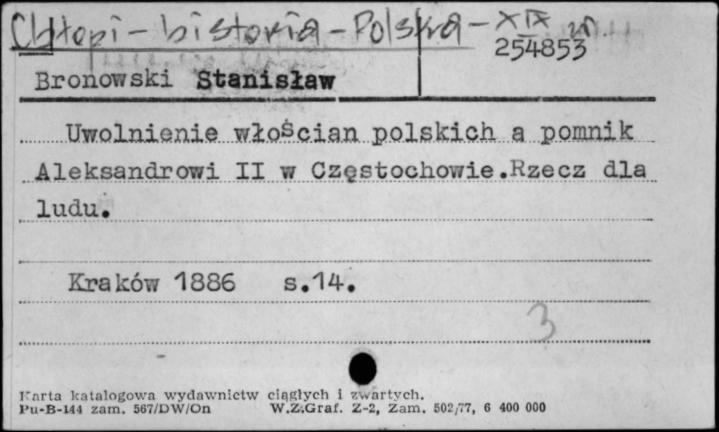 Chłopi - historia - Polska - XIX w.
254853
Bronowski Stanisław
Uwolnienie włościan polskich a pomnik
Aleksandrowi II w Częstochowie.Rzecz dla
ludu.
Kraków 1886 s.14.
3
Karta katalogowa wydawnictw ciągłych i zwartych.
Pu-B-144 zam. 567/DW/On W.Z.Graf. Z-2, Zam. 502/77, 6 400 000